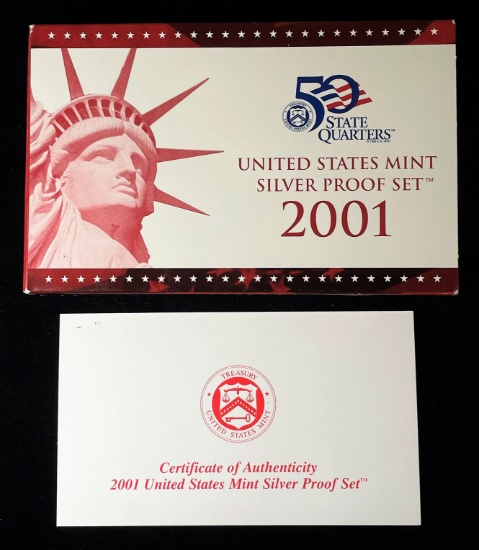 50
STATE
QUARTERS™
UNITED STATES MINT
SILVER PROOF SET™
2001
TREASURY
UNITED STATES MINT
Certificate of Authenticity
2001 United States Mint Silver Proof Set™